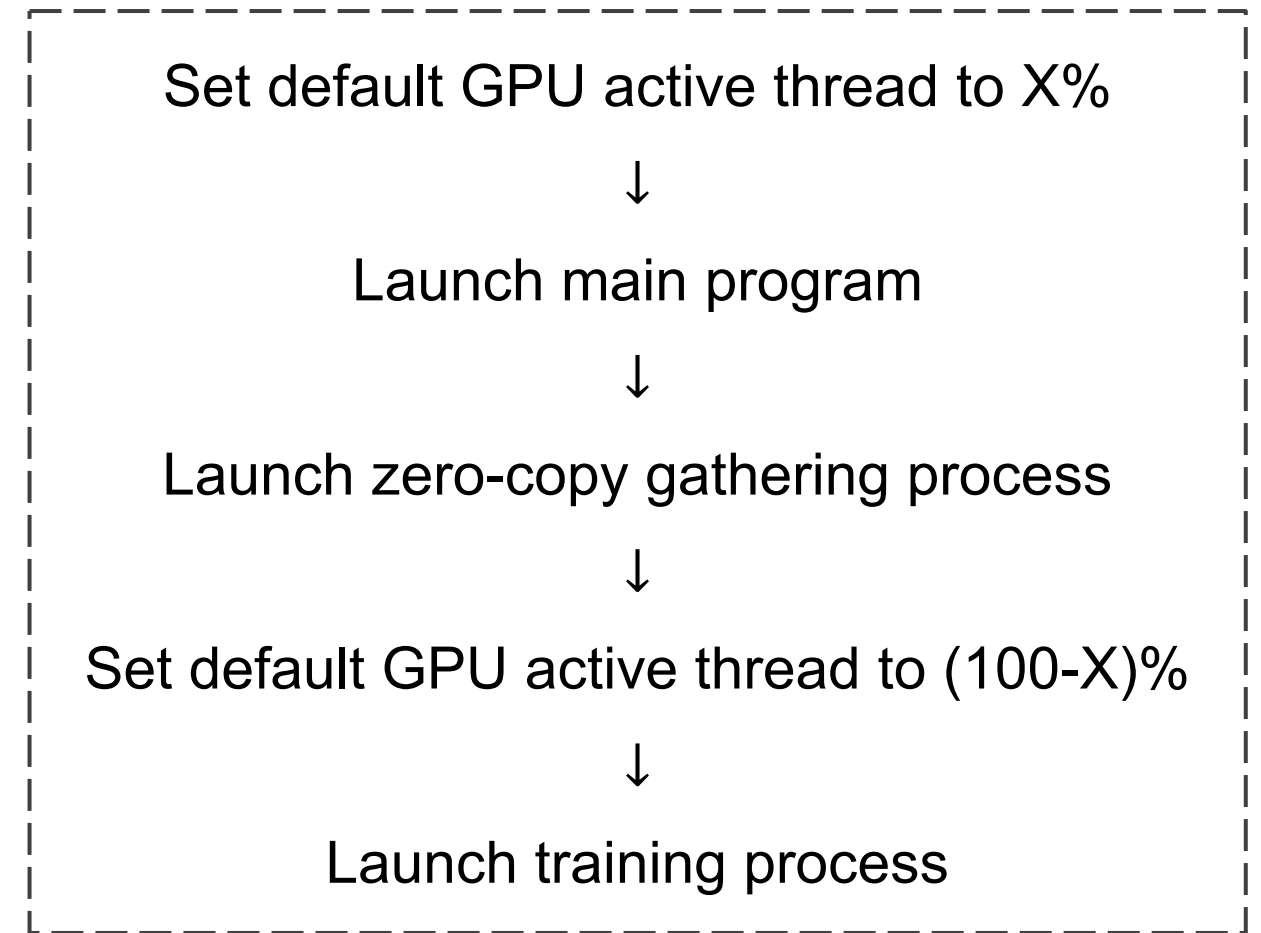 Set default GPU active thread to X%
↓
Launch main program
↓
Launch zero-copy gathering process
↓
Set default GPU active thread to (100-X)%
↓
Launch training process